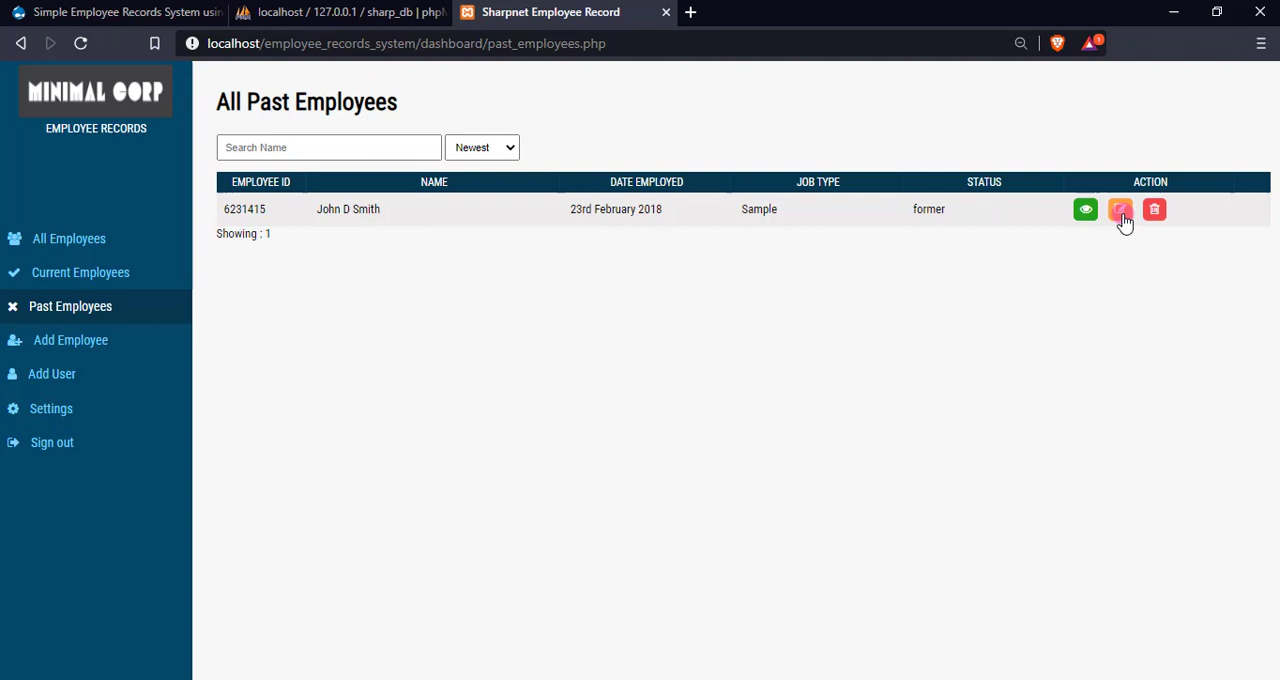 Simple Employee Records System usin
localhost / 127.0.0.1 / sharp_db | phpM
Sharpnet Employee Record
localhost/employee_records_system/dashboard/past_employees.php
1
MINIMAL CORP
EMPLOYEE RECORDS
All Employees
Current Employees
Past Employees
Add Employee
Add User
Settings
Sign out
All Past Employees
Search Name
Newest
EMPLOYEE ID NAME DATE EMPLOYED JOB TYPE STATUS ACTION
6231415 John D Smith 23rd February 2018 Sample former
Showing : 1